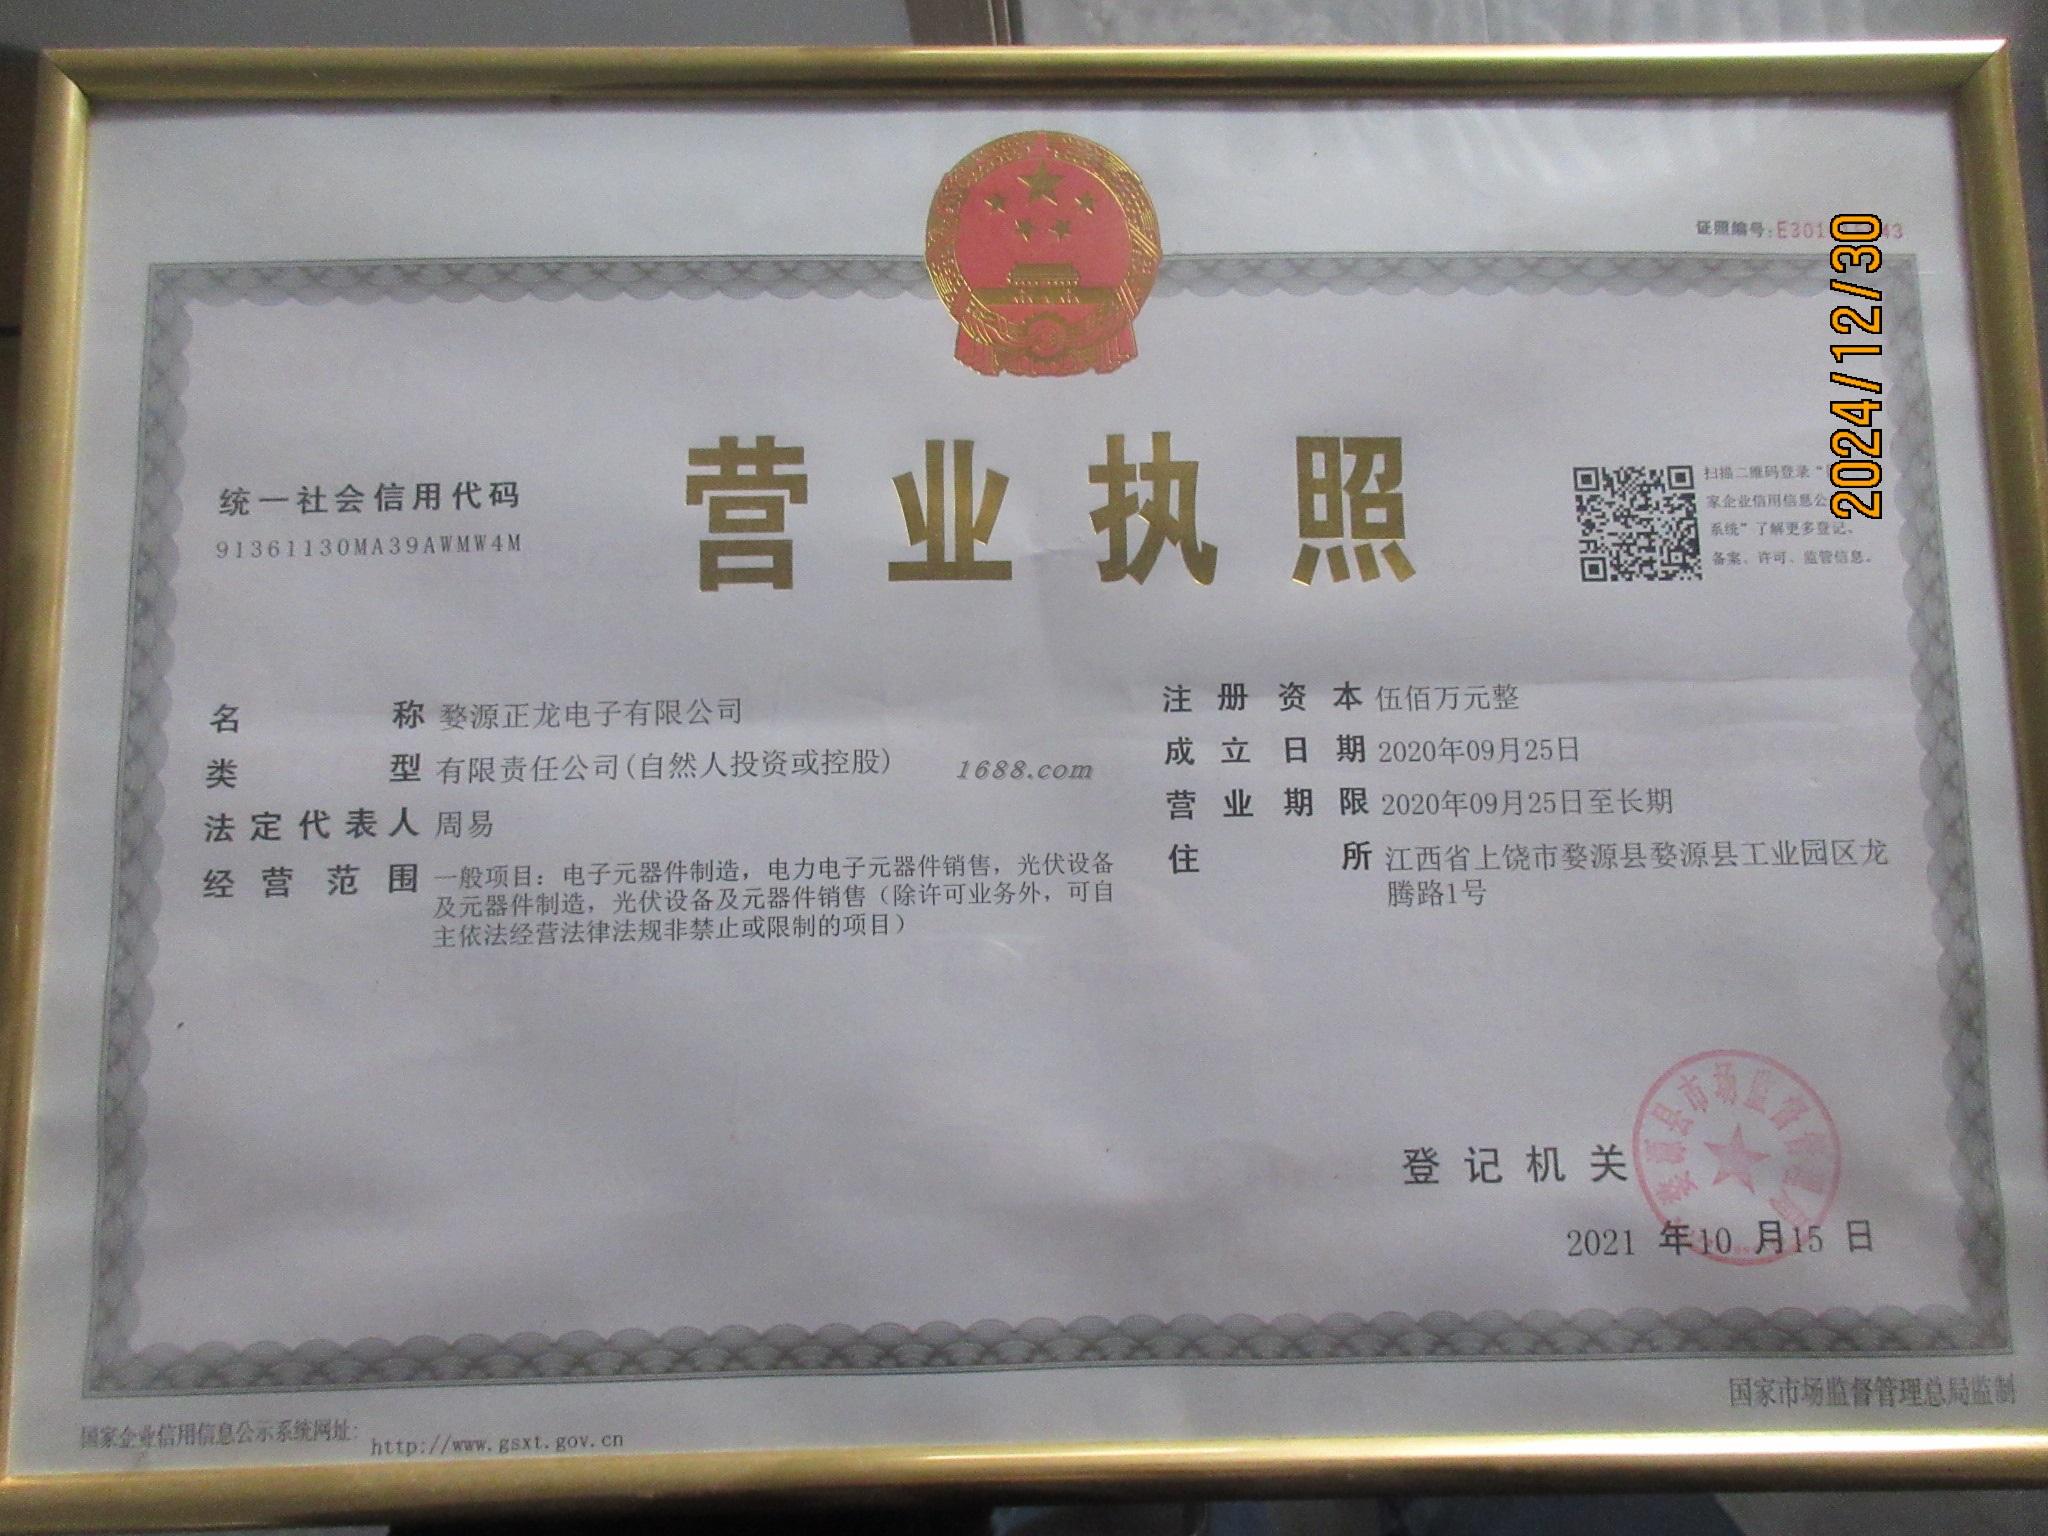 证照编号:E301
2024/12/30
营业执照
统一社会信用代码
91361130MA39AWMW4M
扫描二维码登录“
家企业信用信息公
系统”了解更多登记、
备案、许可、监管信息。
名称 婺源正龙电子有限公司
类型 有限责任公司(自然人投资或控股)
法定代表人 周易
经营范围 一般项目：电子元器件制造，电力电子元器件销售，光伏设备
及元器件制造，光伏设备及元器件销售（除许可业务外，可自
主依法经营法律法规非禁止或限制的项目）
1688.com
注册资本 伍佰万元整
成立日期 2020年09月25日
营业期限 2020年09月25日至长期
住所 江西省上饶市婺源县婺源县工业园区龙
腾路1号
登记机关
婺源县市场监督管理局
2021 年10 月15 日
国家企业信用信息公示系统网址: http://www.gsxt.gov.cn
国家市场监督管理总局监制